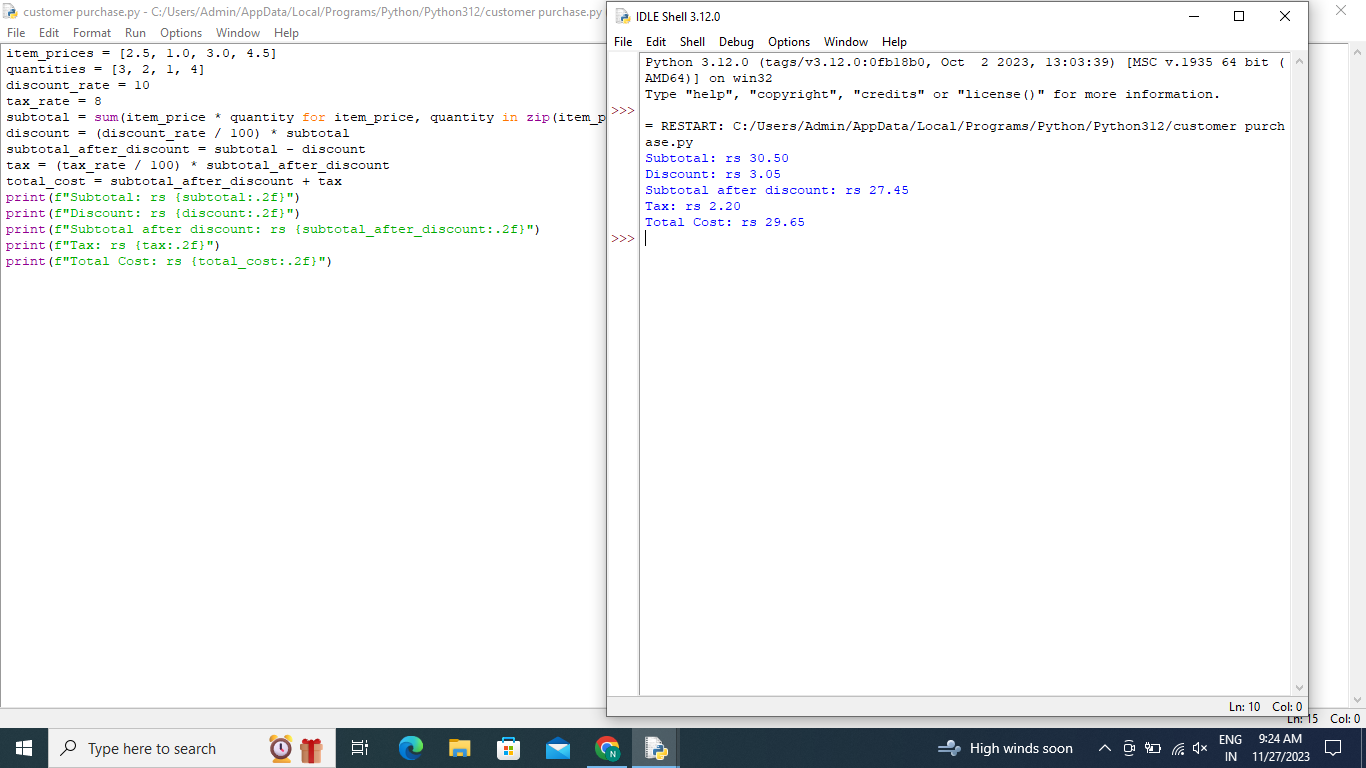 customer purchase.py - C:/Users/Admin/AppData/Local/Programs/Python/Python312/customer purchase.py
File Edit Format Run Options Window Help
item_prices = [2.5, 1.0, 3.0, 4.5]
quantities = [3, 2, 1, 4]
discount_rate = 10
tax_rate = 8
subtotal = sum(item_price * quantity for item_price, quantity in zip(item_p
discount = (discount_rate / 100) * subtotal
subtotal_after_discount = subtotal - discount
tax = (tax_rate / 100) * subtotal_after_discount
total_cost = subtotal_after_discount + tax
print(f"Subtotal: rs {subtotal:.2f}")
print(f"Discount: rs {discount:.2f}")
print(f"Subtotal after discount: rs {subtotal_after_discount:.2f}")
print(f"Tax: rs {tax:.2f}")
print(f"Total Cost: rs {total_cost:.2f}")
IDLE Shell 3.12.0
File Edit Shell Debug Options Window Help
Python 3.12.0 (tags/v3.12.0:0fb18b0, Oct  2 2023, 13:03:39) [MSC v.1935 64 bit (
AMD64)] on win32
Type "help", "copyright", "credits" or "license()" for more information.
>>>
= RESTART: C:/Users/Admin/AppData/Local/Programs/Python/Python312/customer purch
ase.py
Subtotal: rs 30.50
Discount: rs 3.05
Subtotal after discount: rs 27.45
Tax: rs 2.20
Total Cost: rs 29.65
>>>
Ln: 10 Col: 0
Ln: 15 Col: 0
Type here to search
High winds soon
ENG
IN
9:24 AM
11/27/2023